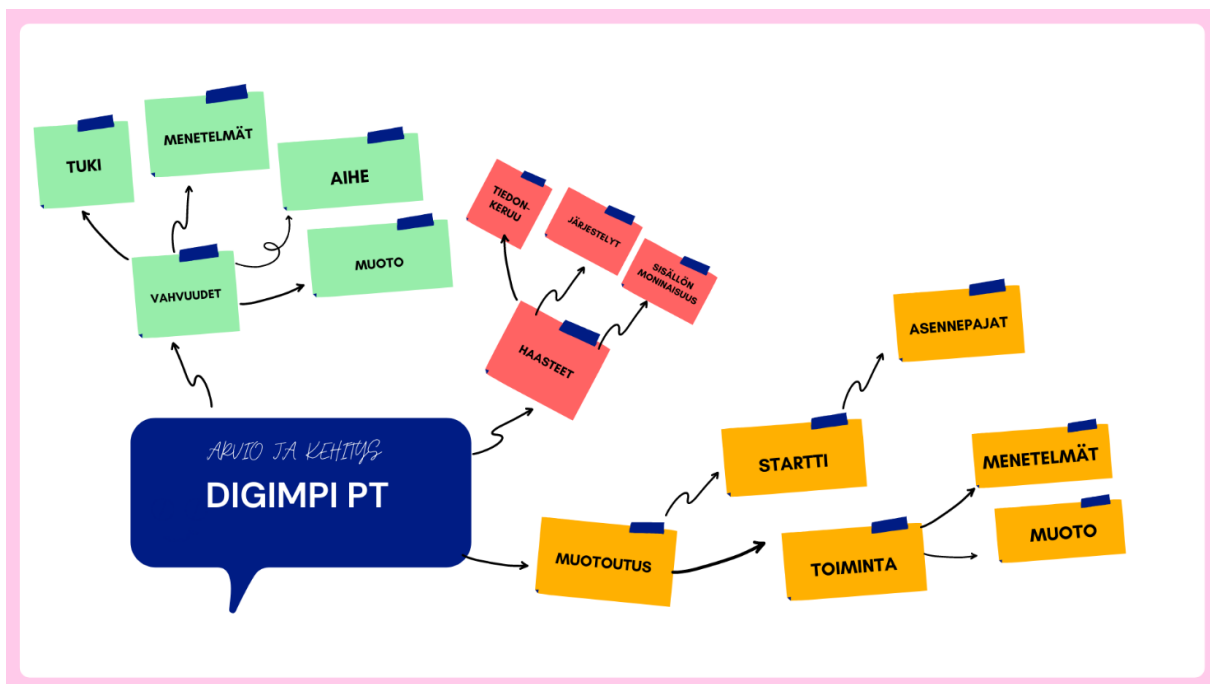 TUKI
MENETELMÄT
AIHE
MUOTO
VAHVUUDET
TIEDON-
KERUU
JÄRJESTELYT
SISÄLLÖN
MONINAISUUS
HAASTEET
ARVIO JA KEHITYS
DIGIMPI PT
MUOTOUTUS
STARTTI
ASENNEPAJAT
TOIMINTA
MENETELMÄT
MUOTO